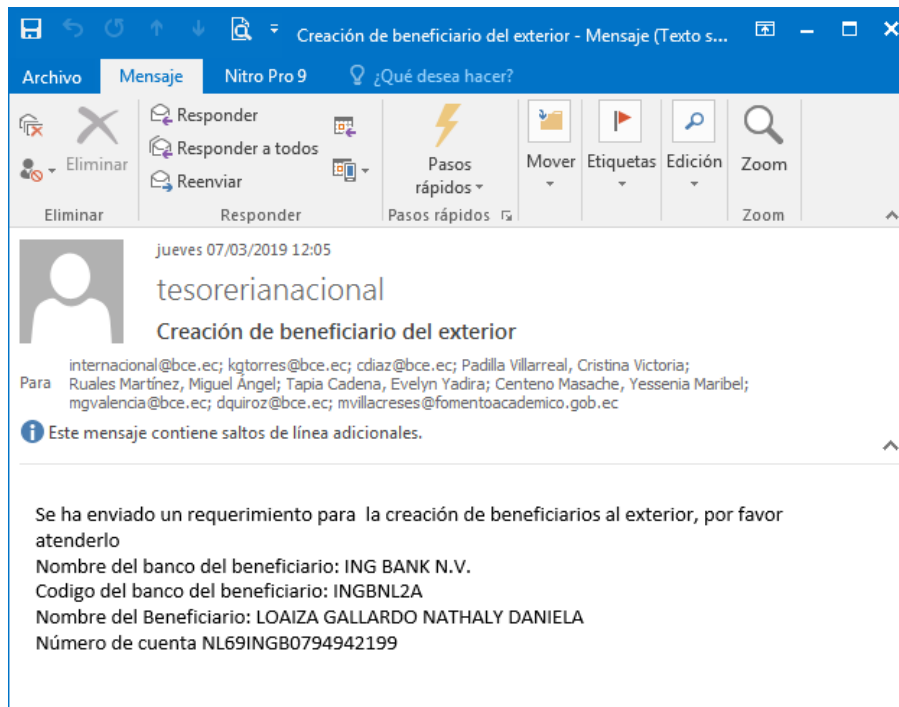 Creación de beneficiario del exterior - Mensaje (Texto s...
Archivo Mensaje Nitro Pro 9 ¿Qué desea hacer?
Eliminar
Responder
Responder a todos
Reenviar
Pasos
rápidos
Mover Etiquetas Edición Zoom
Eliminar Responder Pasos rápidos Zoom
jueves 07/03/2019 12:05
tesorerianacional
Creación de beneficiario del exterior
Para
internacional@bce.ec; kgtorres@bce.ec; cdiaz@bce.ec; Padilla Villarreal, Cristina Victoria;
Ruales Martínez, Miguel Ángel; Tapia Cadena, Evelyn Yadira; Centeno Masache, Yessenia Maribel;
mgvalencia@bce.ec; dquiroz@bce.ec; mvillacreses@fomentoacademico.gob.ec
Este mensaje contiene saltos de línea adicionales.
Se ha enviado un requerimiento para  la creación de beneficiarios al exterior, por favor
atenderlo
Nombre del banco del beneficiario: ING BANK N.V.
Codigo del banco del beneficiario: INGBNL2A
Nombre del Beneficiario: LOAIZA GALLARDO NATHALY DANIELA
Número de cuenta NL69INGB0794942199